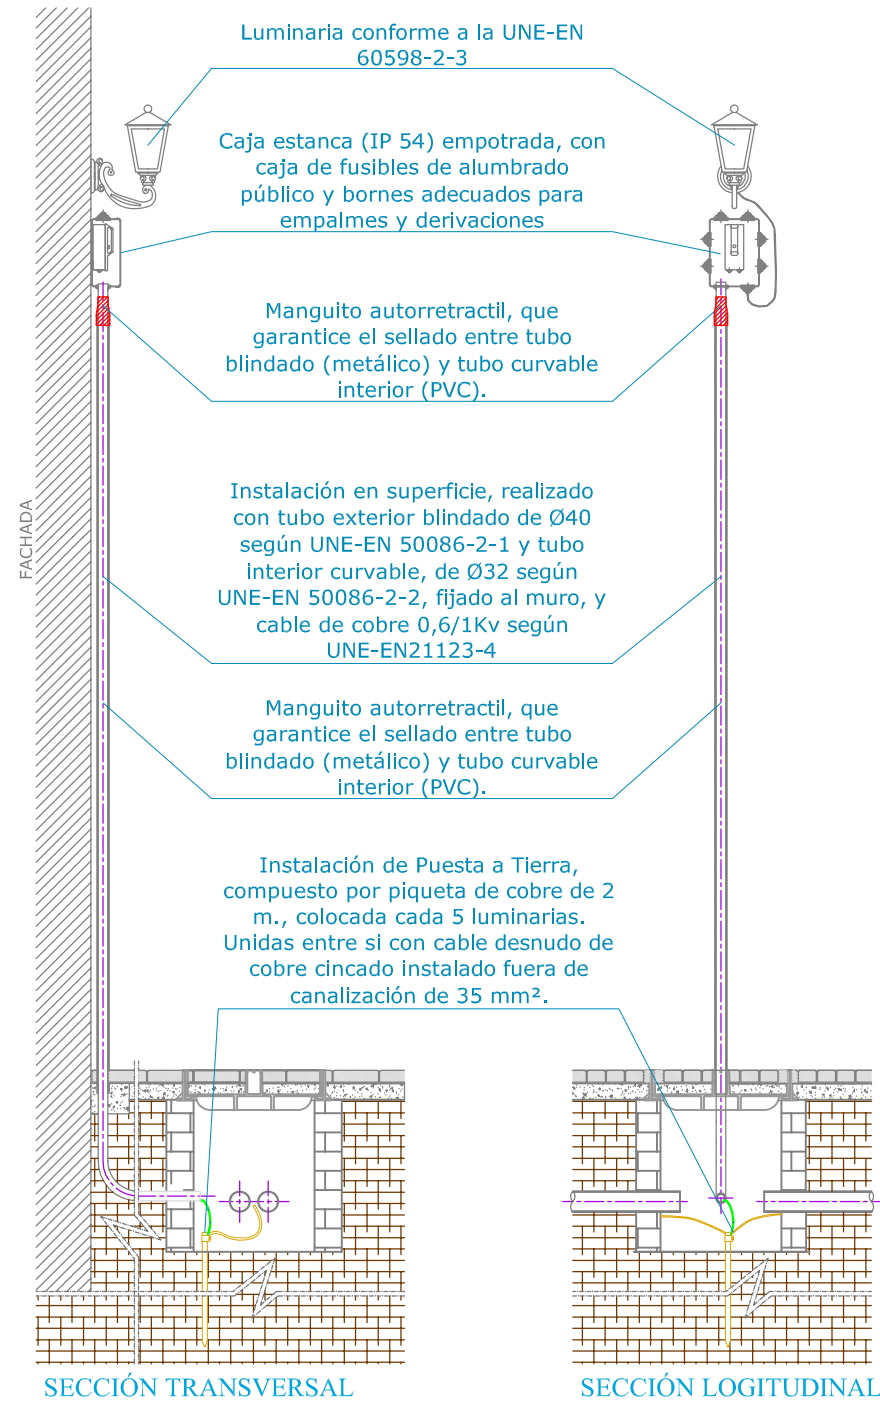 Luminaria conforme a la UNE-EN
60598-2-3
Caja estanca (IP 54) empotrada, con
caja de fusibles de alumbrado
público y bornes adecuados para
empalmes y derivaciones
Manguito autorretractil, que
garantice el sellado entre tubo
blindado (metálico) y tubo curvable
interior (PVC).
Instalación en superficie, realizado
con tubo exterior blindado de Ø40
según UNE-EN 50086-2-1 y tubo
interior curvable, de Ø32 según
UNE-EN 50086-2-2, fijado al muro, y
cable de cobre 0,6/1Kv según
UNE-EN21123-4
FACHADA
Manguito autorretractil, que
garantice el sellado entre tubo
blindado (metálico) y tubo curvable
interior (PVC).
Instalación de Puesta a Tierra,
compuesto por piqueta de cobre de 2
m., colocada cada 5 luminarias.
Unidas entre si con cable desnudo de
cobre cincado instalado fuera de
canalización de 35 mm².
SECCIÓN TRANSVERSAL
SECCIÓN LOGITUDINAL